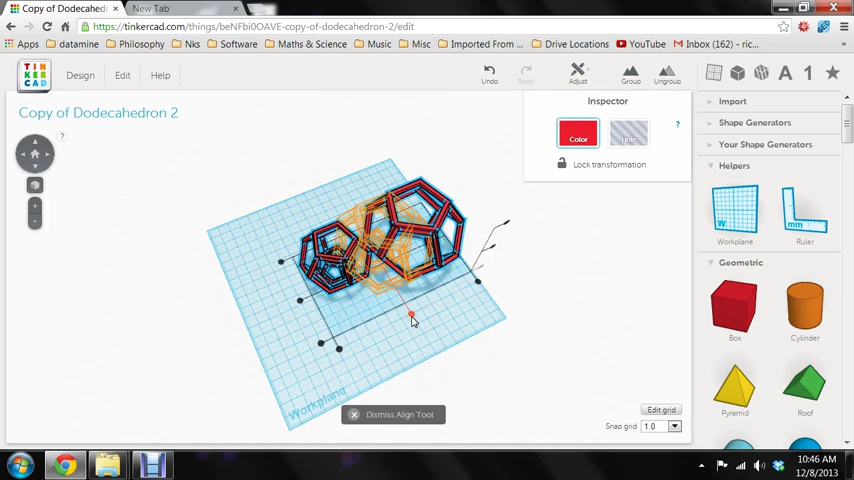 Copy of Dodecahedron 2
New Tab
https://tinkercad.com/things/beNFbi0OAVE-copy-of-dodecahedron-2/edit
Apps datamine Philosophy Nks Software Maths & Science Music Misc Imported From ... Drive Locations YouTube Inbox (162) - ric...
TIN
KER
CAD
Design Edit Help
Undo Redo Adjust Group Ungroup
Copy of Dodecahedron 2
?
Inspector
Color Hole ?
Lock transformation
Import
Shape Generators
Your Shape Generators
Helpers
W mm
Workplane Ruler
Geometric
Box Cylinder
Pyramid Roof
Workplane
Dismiss Align Tool
Edit grid
Snap grid 1.0
10:46 AM
12/8/2013